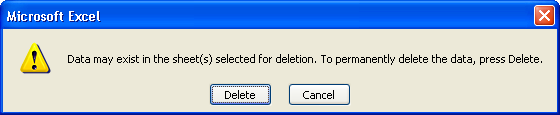 Microsoft Excel
Data may exist in the sheet(s) selected for deletion. To permanently delete the data, press Delete.
Delete Cancel